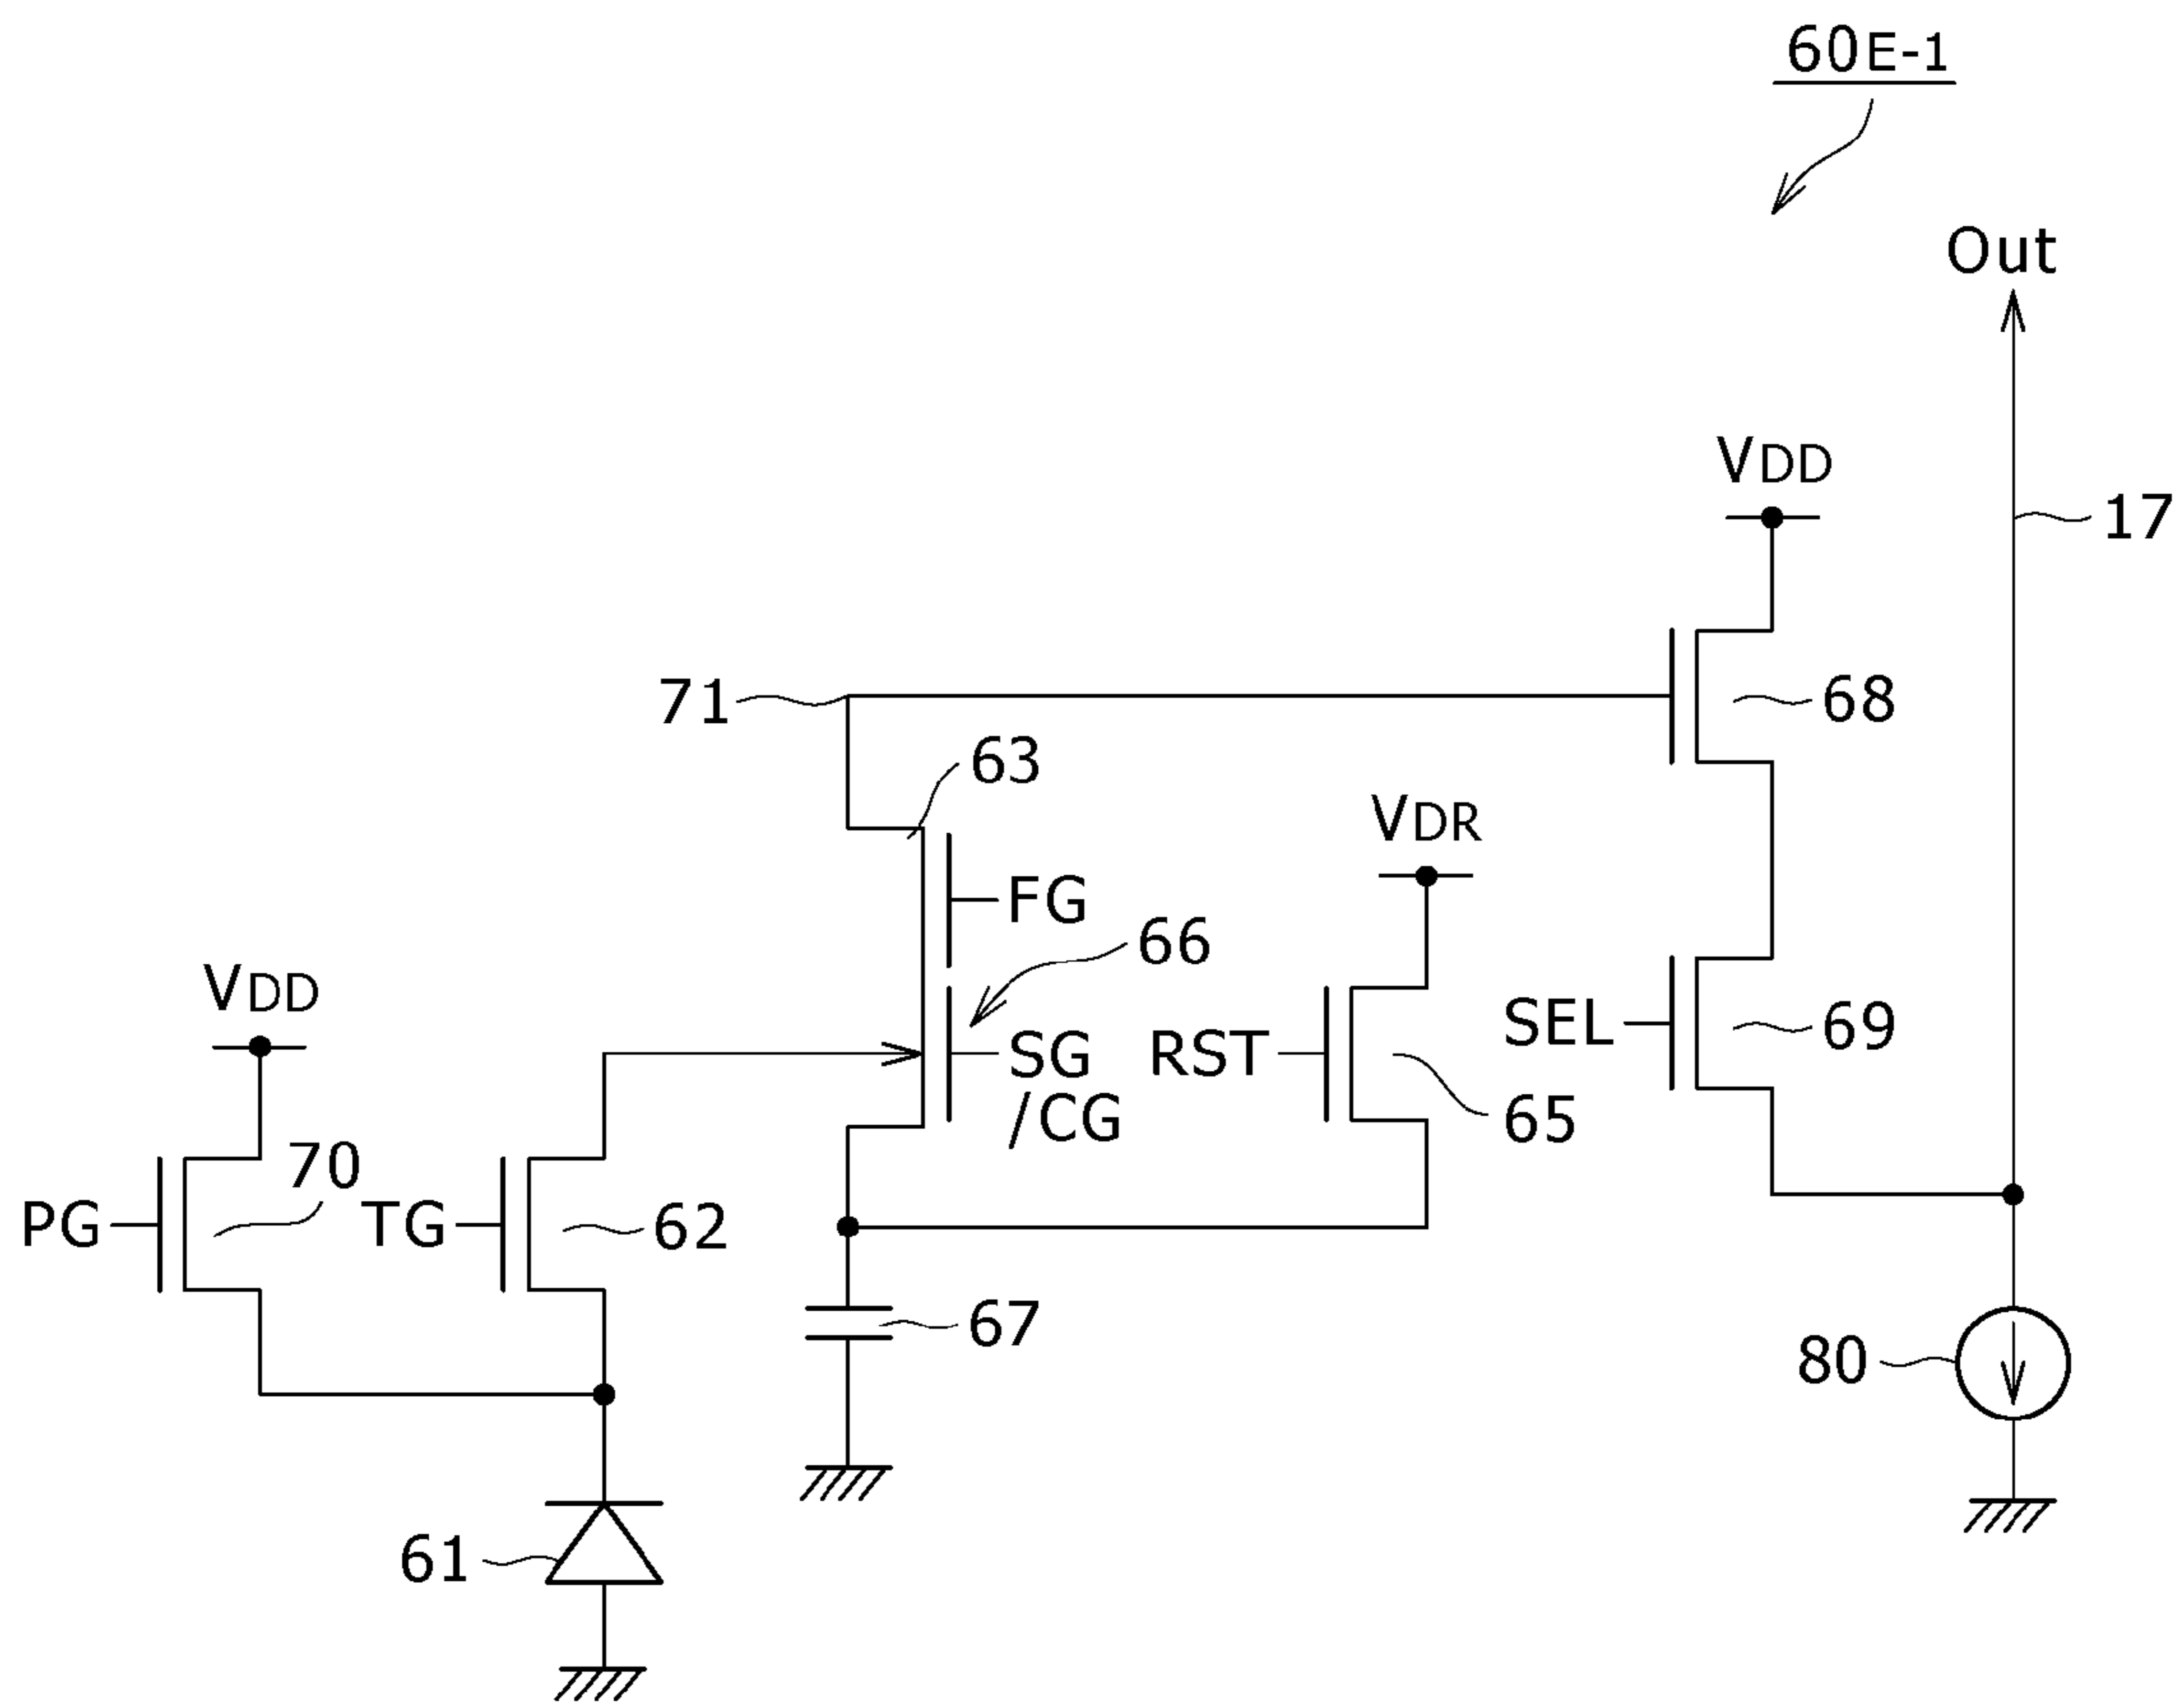 60E-1
Out
VDD
17
71
68
63
VDR
FG
66
VDD
SEL
69
SG
/CG
RST
65
70
PG
TG
62
67
80
61